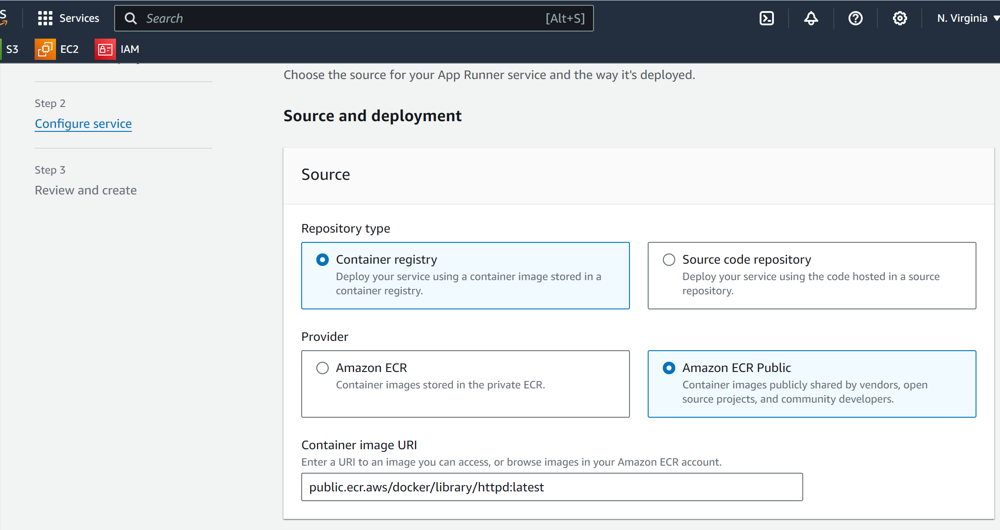 Services
Search
[Alt+S]
N. Virginia
S3
EC2
IAM
Step 2
Configure service
Step 3
Review and create
Choose the source for your App Runner service and the way it's deployed.
Source and deployment
Source
Repository type
Container registry
Deploy your service using a container image stored in a
container registry.
Source code repository
Deploy your service using the code hosted in a source
repository.
Provider
Amazon ECR
Container images stored in the private ECR.
Amazon ECR Public
Container images publicly shared by vendors, open
source projects, and community developers.
Container image URI
Enter a URI to an image you can access, or browse images in your Amazon ECR account.
public.ecr.aws/docker/library/httpd:latest